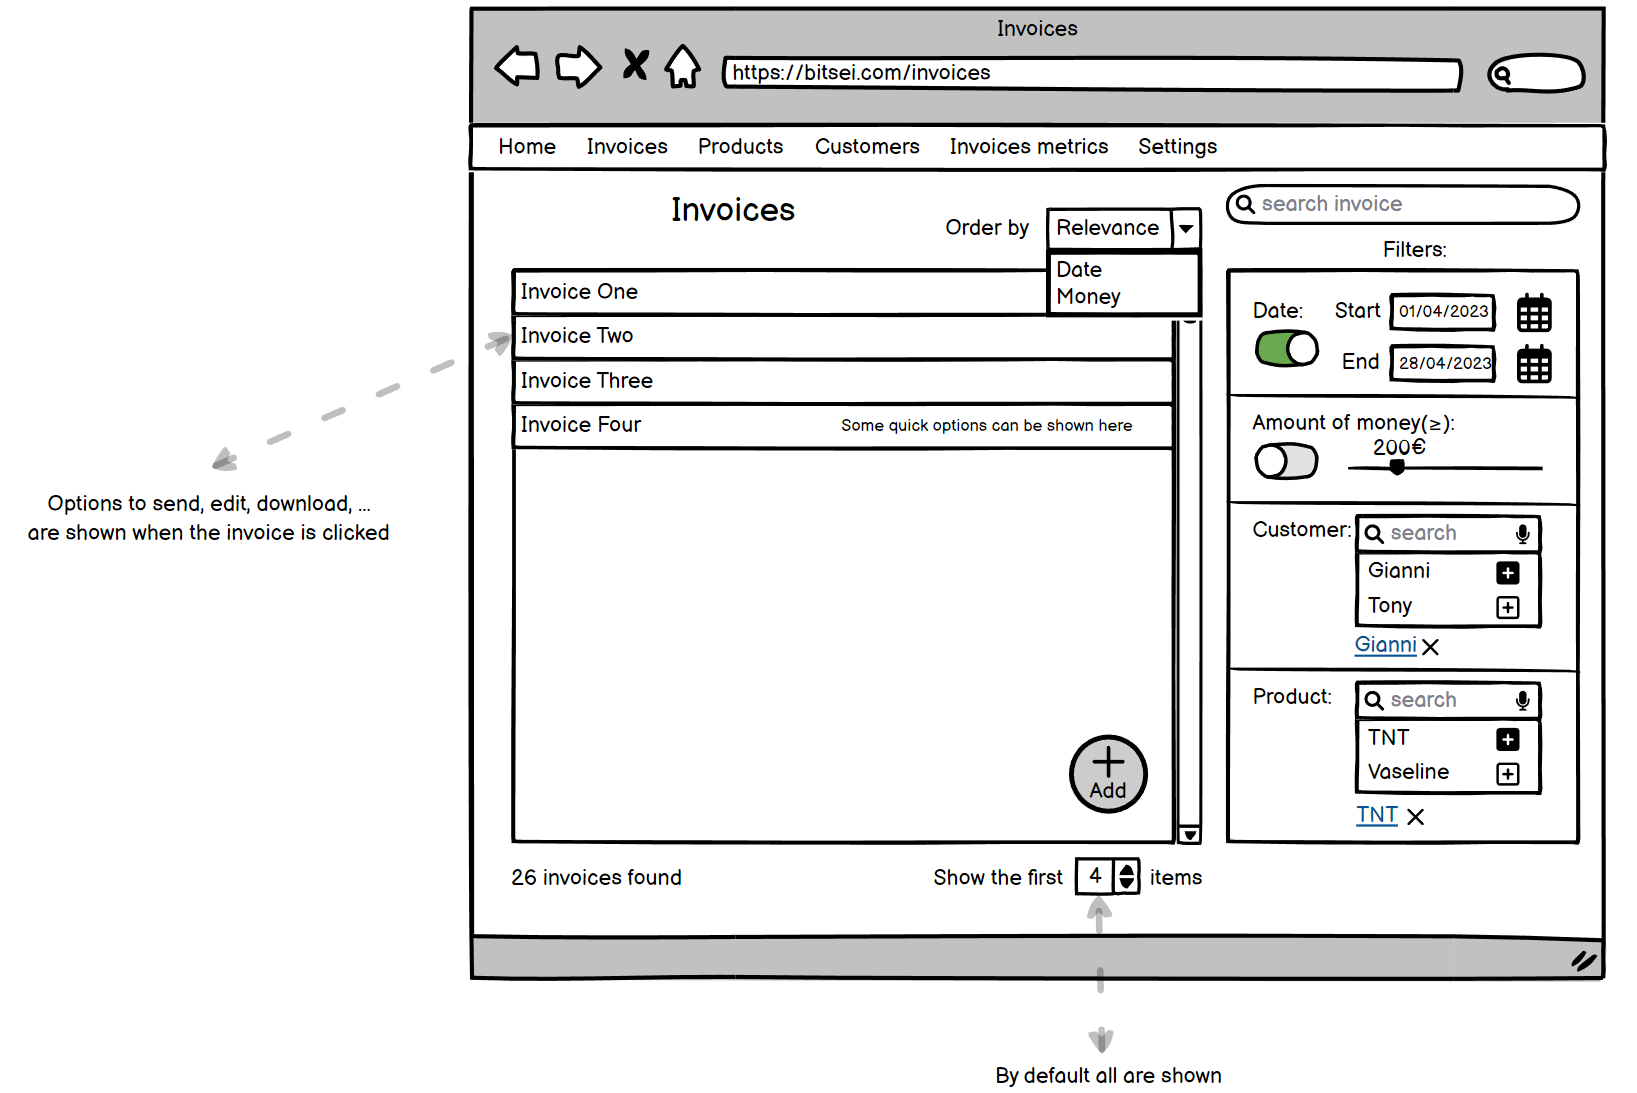 Invoices
https://bitsei.com/invoices
Home Invoices Products Customers Invoices metrics Settings
Invoices
Order by Relevance
Date
Money
search invoice
Filters:
Invoice One
Invoice Two
Invoice Three
Invoice Four Some quick options can be shown here
Add
Date: Start 01/04/2023
End 28/04/2023
Amount of money(≥):
200€
Customer: search
Gianni
Tony
Gianni
Product: search
TNT
Vaseline
TNT
26 invoices found
Show the first 4 items
Options to send, edit, download, ...
are shown when the invoice is clicked
By default all are shown